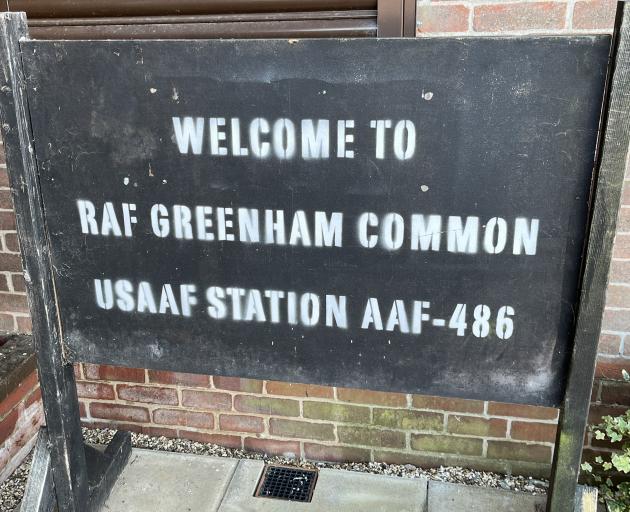 WELCOME TO
RAF GREENHAM COMMON
USAAF STATION AAF-486